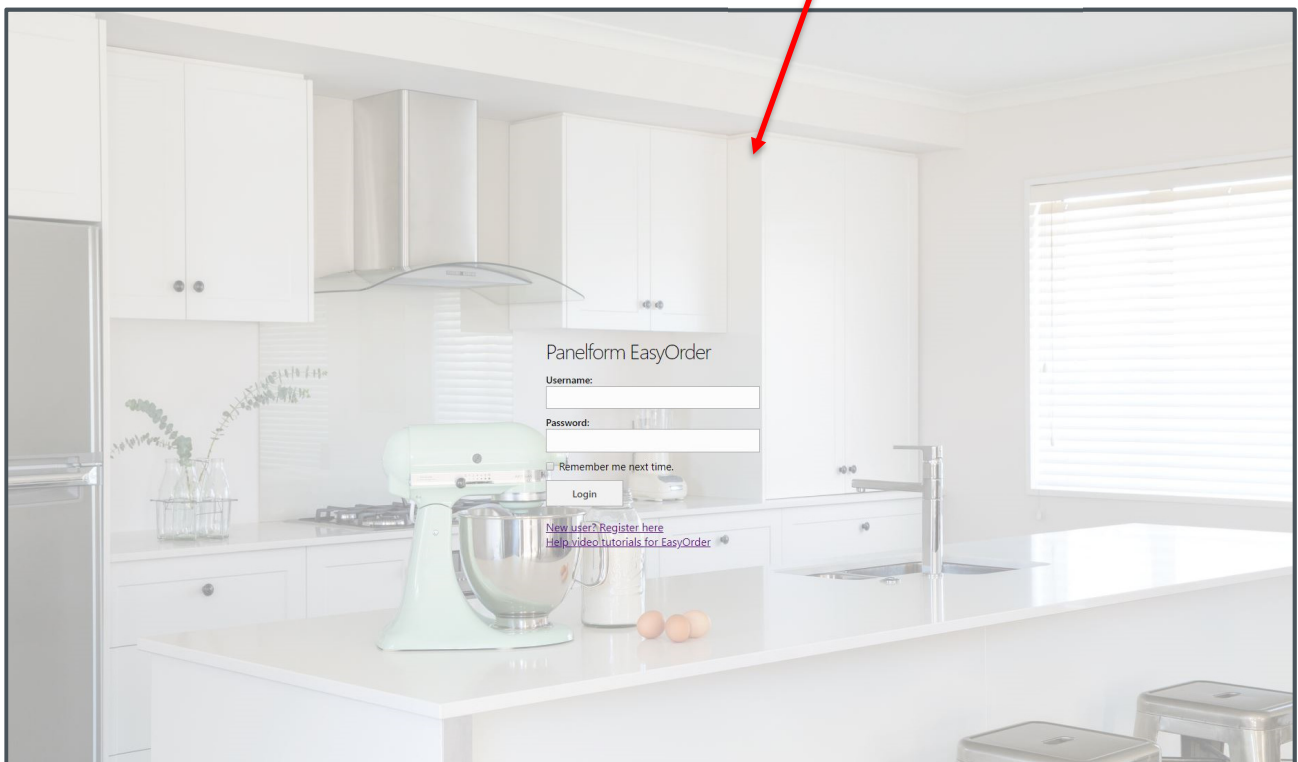 Panelform EasyOrder
Username:
Password:
Remember me next time.
Login
New user? Register here
Help video tutorials for EasyOrder